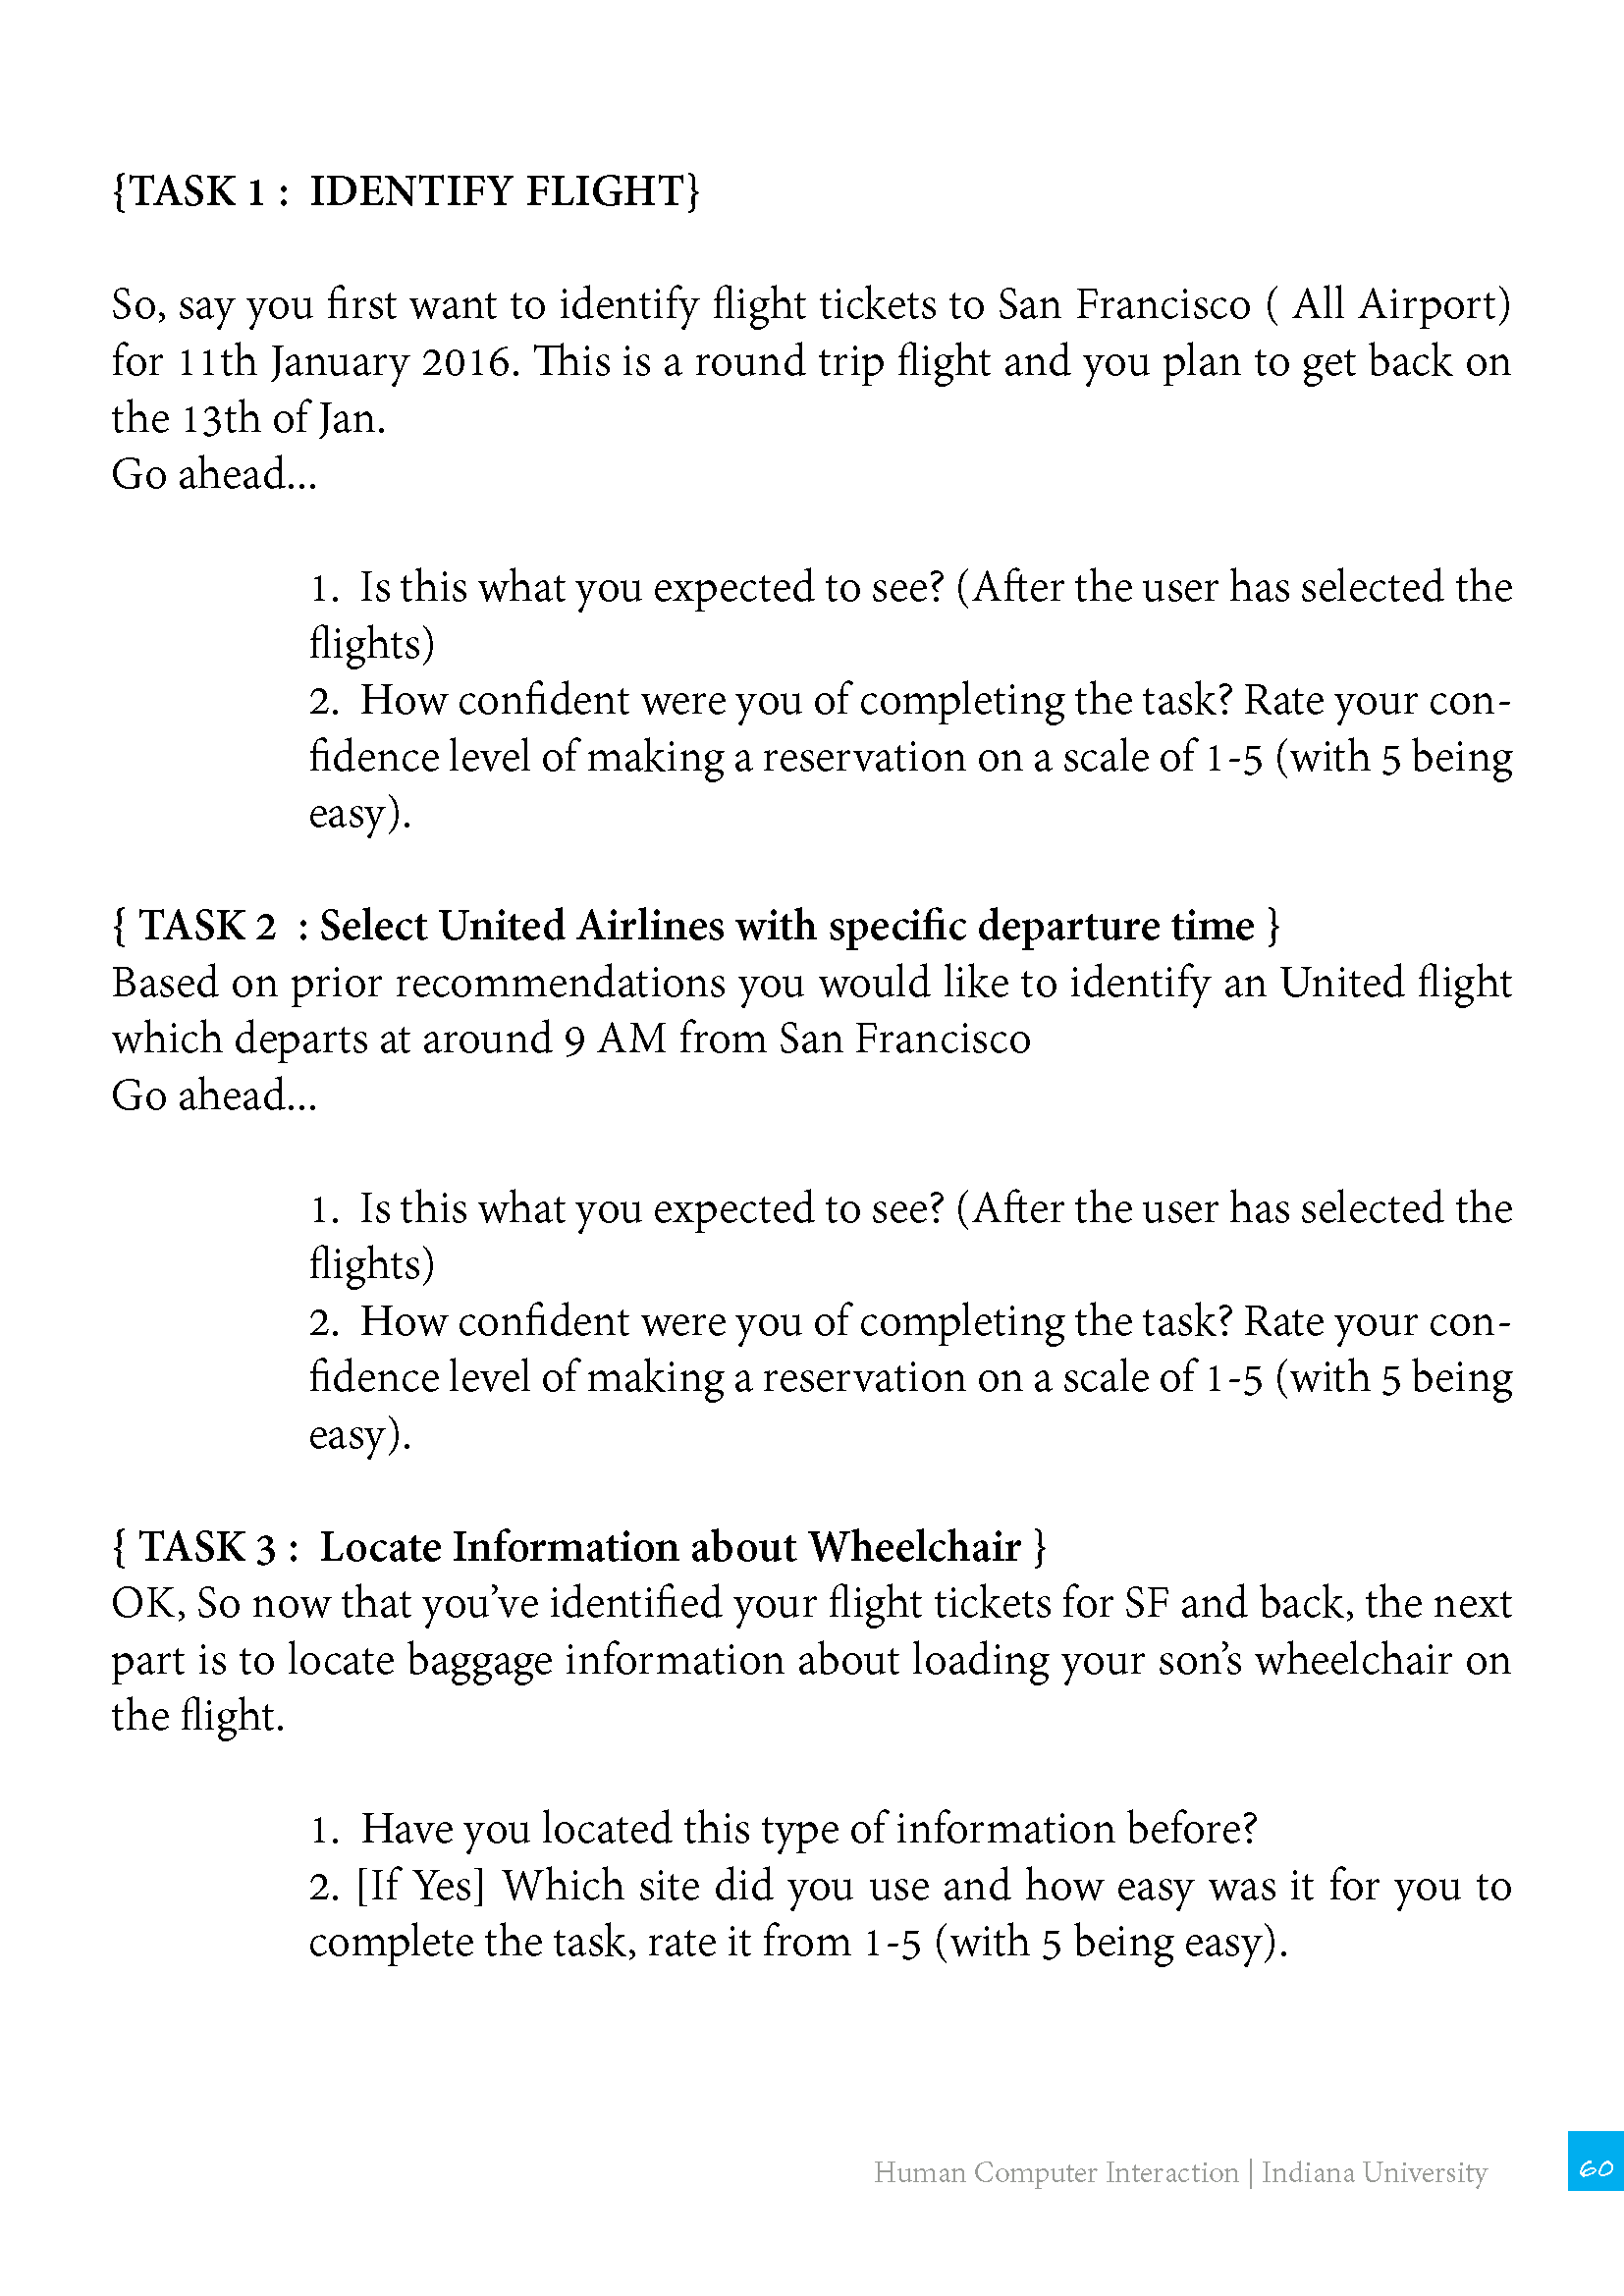 {TASK 1 :  IDENTIFY FLIGHT}
So, say you first want to identify flight tickets to San Francisco ( All Airport)
for 11th January 2016. This is a round trip flight and you plan to get back on
the 13th of Jan.
Go ahead...
1.  Is this what you expected to see? (After the user has selected the
flights)
2.  How confident were you of completing the task? Rate your con-
fidence level of making a reservation on a scale of 1-5 (with 5 being
easy).
{ TASK 2  : Select United Airlines with specific departure time }
Based on prior recommendations you would like to identify an United flight
which departs at around 9 AM from San Francisco
Go ahead...
1.  Is this what you expected to see? (After the user has selected the
flights)
2.  How confident were you of completing the task? Rate your con-
fidence level of making a reservation on a scale of 1-5 (with 5 being
easy).
{ TASK 3 :  Locate Information about Wheelchair }
OK, So now that you’ve identified your flight tickets for SF and back, the next
part is to locate baggage information about loading your son’s wheelchair on
the flight.
1.  Have you located this type of information before?
2. [If Yes] Which site did you use and how easy was it for you to
complete the task, rate it from 1-5 (with 5 being easy).
Human Computer Interaction | Indiana University
60